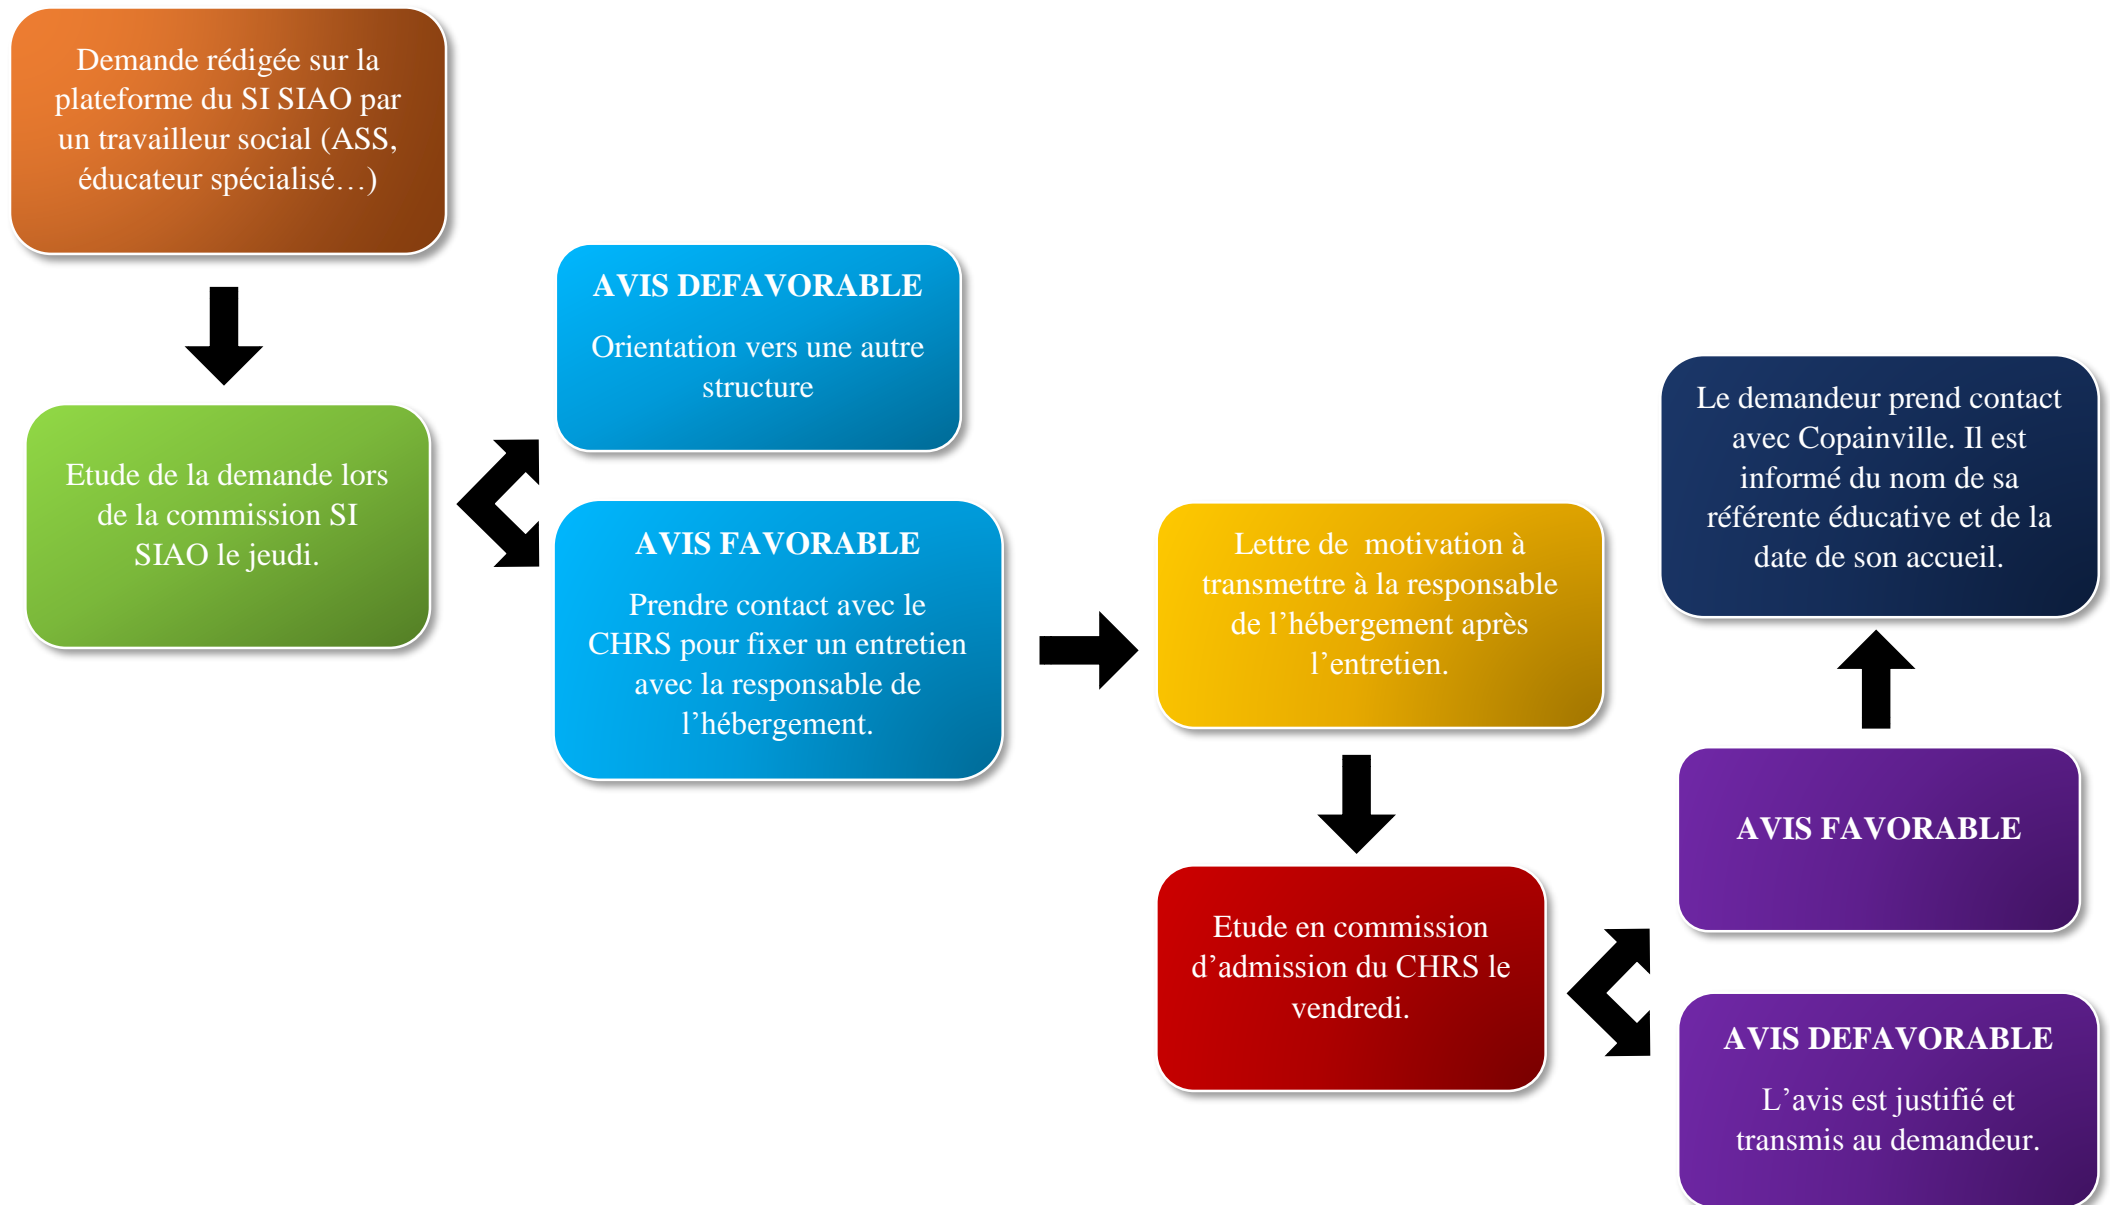 Demande rédigée sur la
plateforme du SI SIAO par
un travailleur social (ASS,
éducateur spécialisé…)
Etude de la demande lors
de la commission SI
SIAO le jeudi.
AVIS DEFAVORABLE
Orientation vers une autre
structure
AVIS FAVORABLE
Prendre contact avec le
CHRS pour fixer un entretien
avec la responsable de
l’hébergement.
Lettre de motivation à
transmettre à la responsable
de l’hébergement après
l’entretien.
Etude en commission
d’admission du CHRS le
vendredi.
AVIS FAVORABLE
Le demandeur prend contact
avec Copainville. Il est
informé du nom de sa
référente éducative et de la
date de son accueil.
AVIS DEFAVORABLE
L’avis est justifié et
transmis au demandeur.